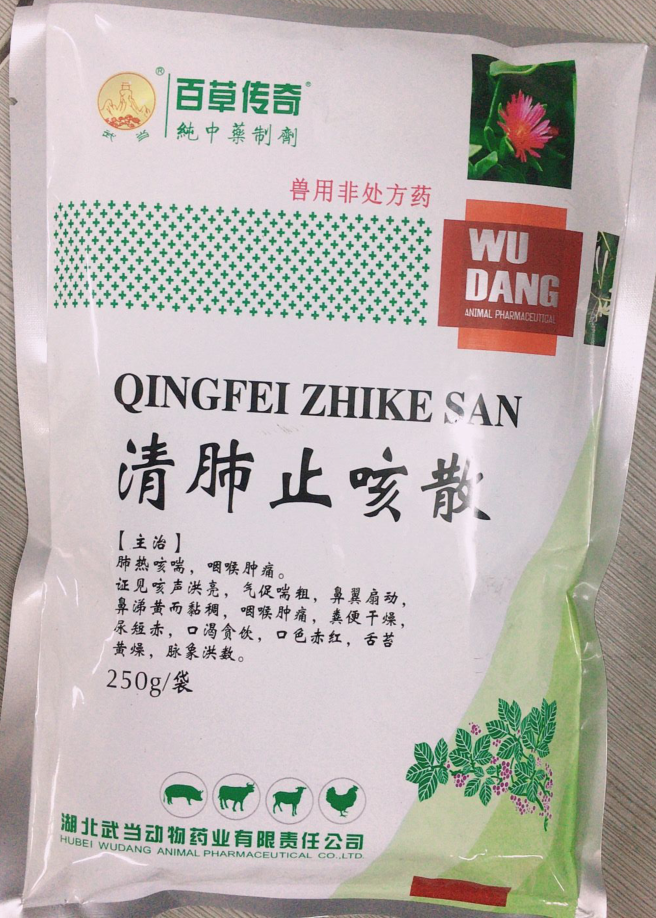 百草传奇®
純中藥制劑
兽用非处方药
WU
DANG
ANIMAL PHARMACEUTICAL
QINGFEI ZHIKE SAN
清肺止咳散
【主治】
肺热咳喘，咽喉肿痛。
证见咳声洪亮，气促喘粗，鼻翼扇动，
鼻涕黄而黏稠，咽喉肿痛，粪便干燥，
尿短赤，口渴贪饮，口色赤红，舌苔
黄燥，脉象洪数。
250g/袋
湖北武当动物药业有限责任公司
HUBEI WUDANG ANIMAL PHARMACEUTICAL CO.,LTD.